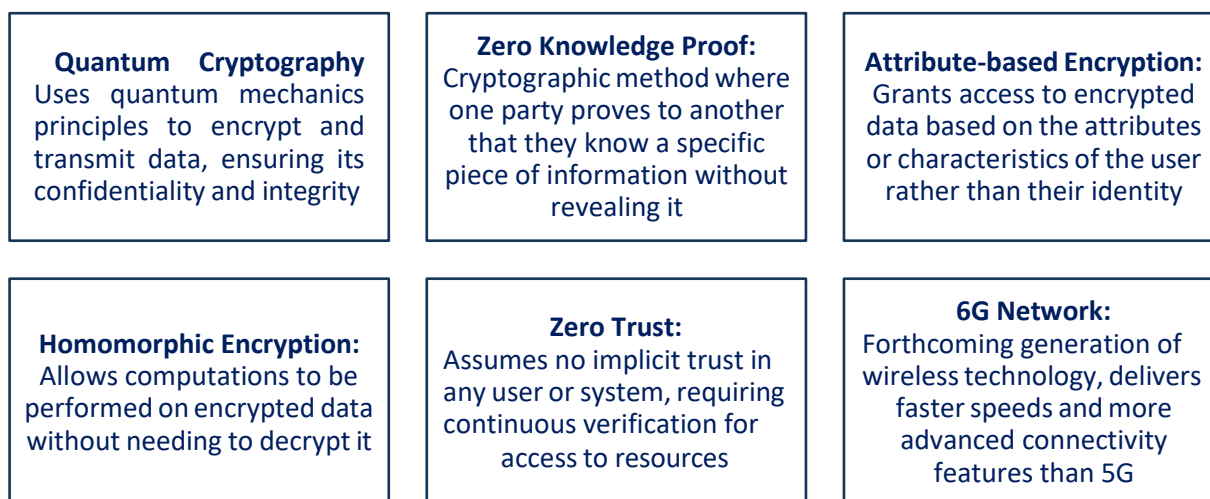 Quantum Cryptography
Uses quantum mechanics
principles to encrypt and
transmit data, ensuring its
confidentiality and integrity
Zero Knowledge Proof:
Cryptographic method where
one party proves to another
that they know a specific
piece of information without
revealing it
Attribute-based Encryption:
Grants access to encrypted
data based on the attributes
or characteristics of the user
rather than their identity
Homomorphic Encryption:
Allows computations to be
performed on encrypted data
without needing to decrypt it
Zero Trust:
Assumes no implicit trust in
any user or system, requiring
continuous verification for
access to resources
6G Network:
Forthcoming generation of
wireless technology, delivers
faster speeds and more
advanced connectivity
features than 5G